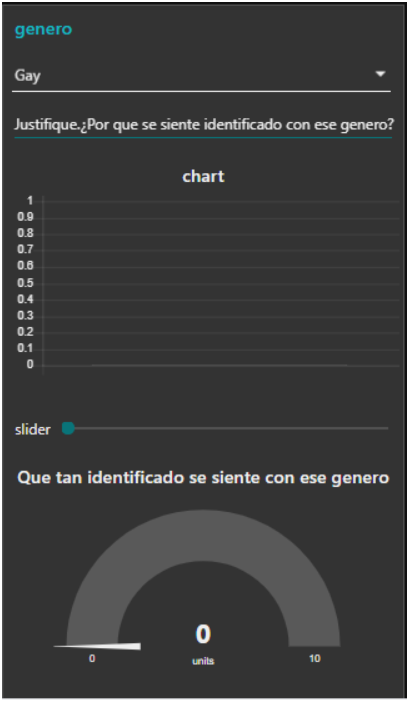 genero
Gay
Justifique.¿Por que se siente identificado con ese genero?
chart
1
0.9
0.8
0.7
0.6
0.5
0.4
0.3
0.2
0.1
0
slider
Que tan identificado se siente con ese genero
0
0
units
10